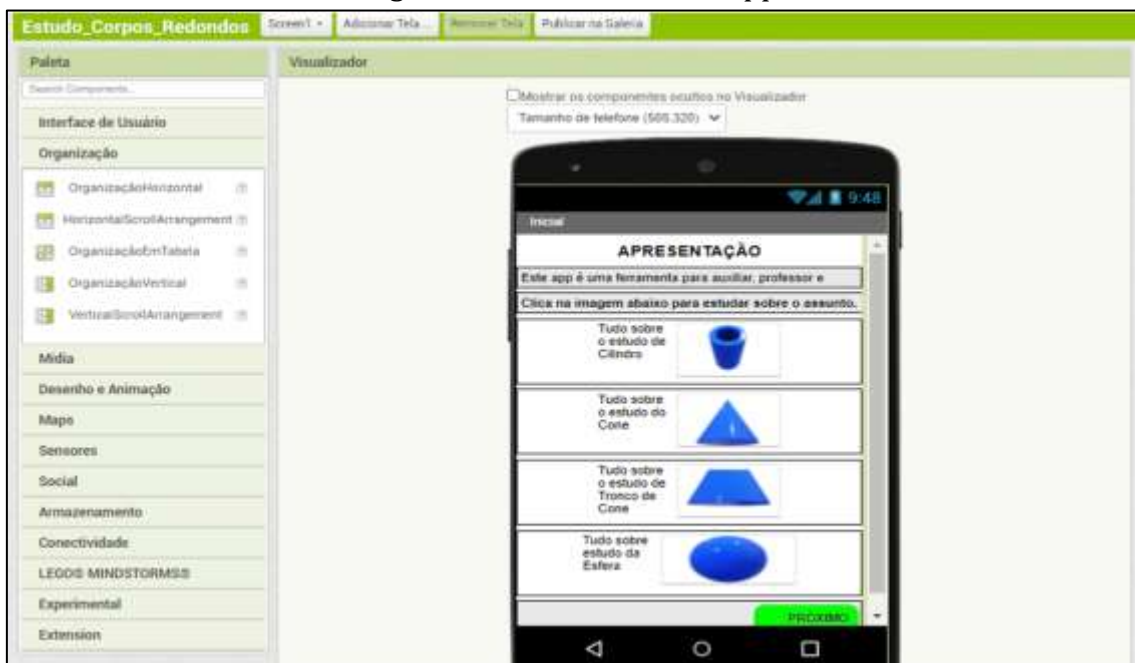 Estudo_Corpos_Redondos Screen1 Adicionar Tela... Remover Tela Publicar na Galeria
Paleta
Search Components...
Interface de Usuário
Organização
OrganizaçãoHorizontal
HorizontalScrollArrangement
OrganizaçãoEmTabela
OrganizaçãoVertical
VerticalScrollArrangement
Mídia
Desenho e Animação
Maps
Sensores
Social
Armazenamento
Conectividade
LEGO® MINDSTORMS®
Experimental
Extension
Visualizador
Mostrar os componentes ocultos no Visualizador
Tamanho de telefone (505,320)
9:48
Inicial
APRESENTAÇÃO
Este app é uma ferramenta para auxiliar, professor e
Clica na imagem abaixo para estudar sobre o assunto.
Tudo sobre
o estudo de
Cilindro
Tudo sobre
o estudo do
Cone
Tudo sobre
o estudo de
Tronco de
Cone
Tudo sobre
estudo da
Esfera
PRÓXIMO